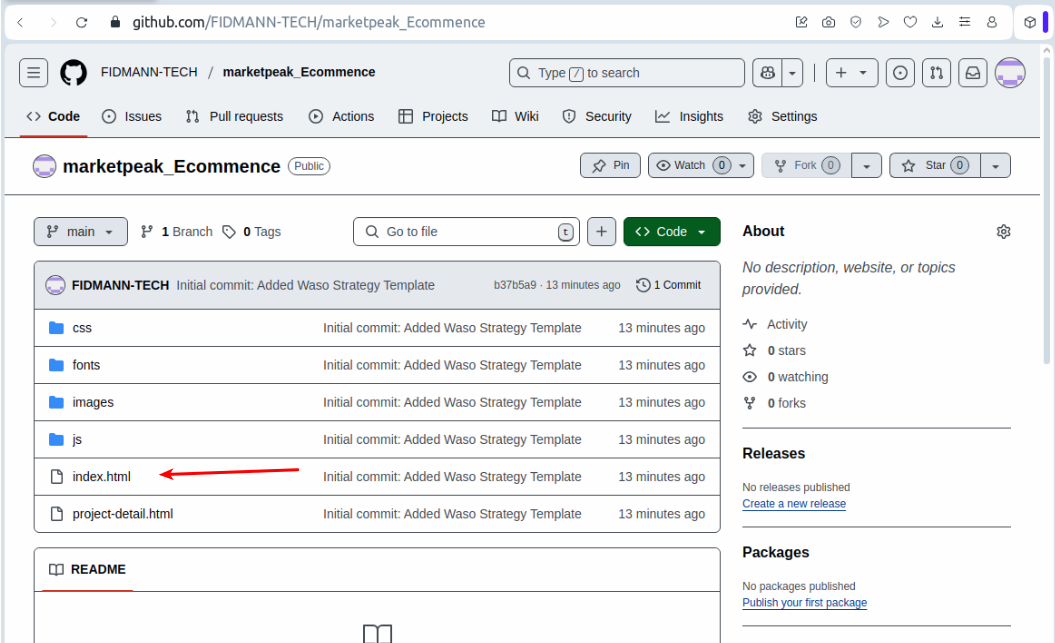 github.com/FIDMANN-TECH/marketpeak_Ecommence
FIDMANN-TECH / marketpeak_Ecommence
Type / to search
Code Issues Pull requests Actions Projects Wiki Security Insights Settings
marketpeak_Ecommence Public
Pin Watch 0 Fork 0 Star 0
main 1 Branch 0 Tags Go to file t Code
FIDMANN-TECH Initial commit: Added Waso Strategy Template b37b5a9 · 13 minutes ago 1 Commit
css Initial commit: Added Waso Strategy Template 13 minutes ago
fonts Initial commit: Added Waso Strategy Template 13 minutes ago
images Initial commit: Added Waso Strategy Template 13 minutes ago
js Initial commit: Added Waso Strategy Template 13 minutes ago
index.html Initial commit: Added Waso Strategy Template 13 minutes ago
project-detail.html Initial commit: Added Waso Strategy Template 13 minutes ago
README
About
No description, website, or topics
provided.
Activity
0 stars
0 watching
0 forks
Releases
No releases published
Create a new release
Packages
No packages published
Publish your first package